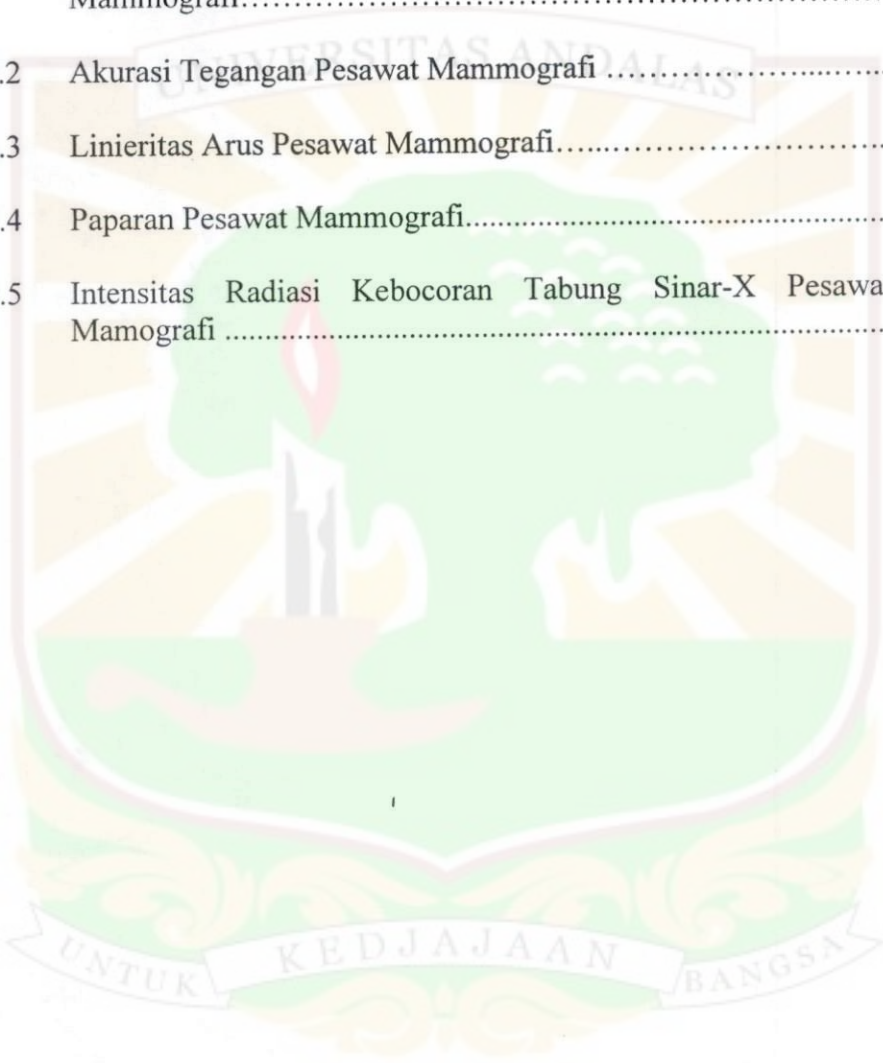 Mammografi……………………………………………
UNIVERSITAS ANDALAS
.2 Akurasi Tegangan Pesawat Mammografi ……………………
.3 Linieritas Arus Pesawat Mammografi……………………
.4 Paparan Pesawat Mammografi……………………
.5 Intensitas Radiasi Kebocoran Tabung Sinar-X Pesawa
Mamografi ……………………………………………
UNTUK KEDJAJAAN BANGSA